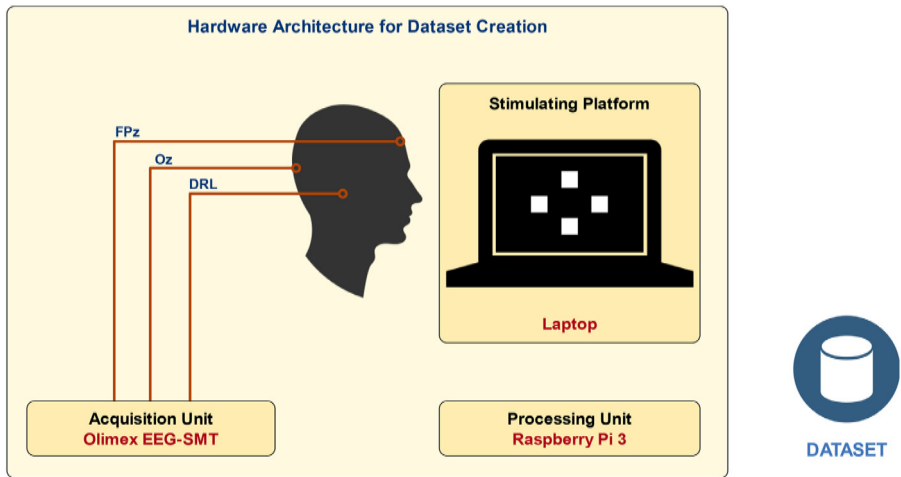 Hardware Architecture for Dataset Creation
FPz
Oz
DRL
Stimulating Platform
Laptop
Acquisition Unit
Olimex EEG-SMT
Processing Unit
Raspberry Pi 3
DATASET